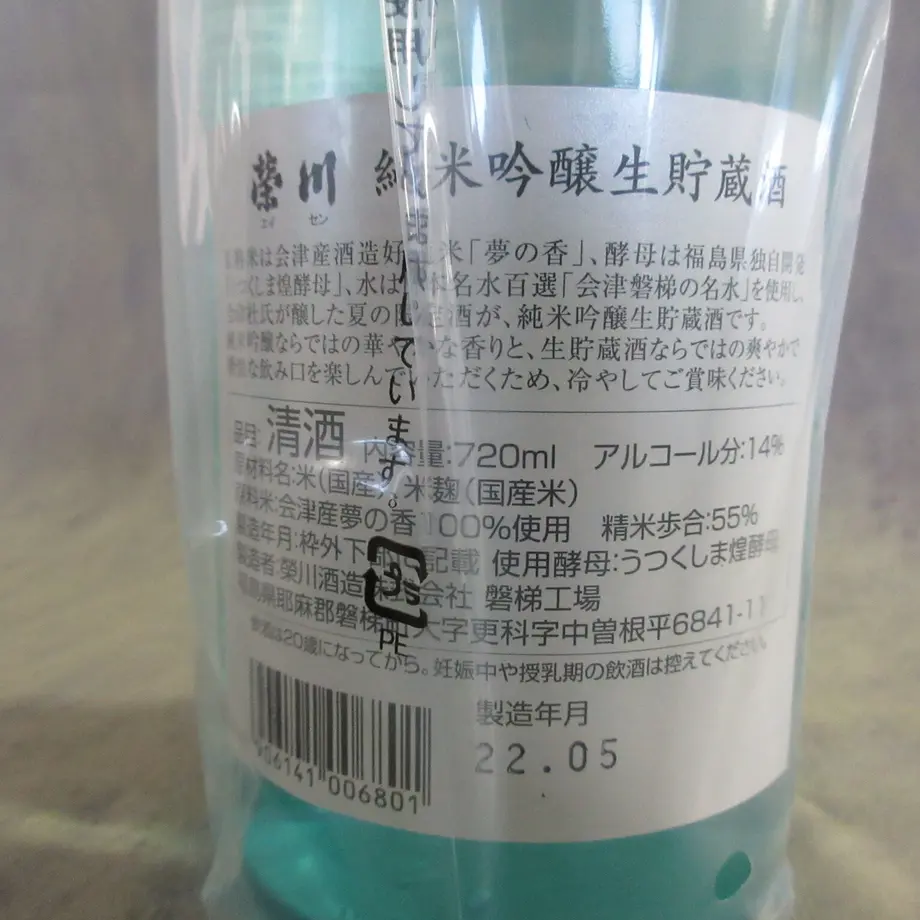 榮川 純米吟醸生貯蔵酒
エイ セン
米は会津産酒造好 米「夢の香」、酵母は福島県独自開発
つくしま煌酵母」、水は 本名水百選「会津磐梯の名水」を使用し、
杜氏が醸した夏の限 酒が、純米吟醸生貯蔵酒です。
純米吟醸ならではの華やかな香りと、生貯蔵酒ならではの爽やかで
な飲み口を楽しんでいただくため、冷やしてご賞味ください。
品目:清酒 内容量:720ml アルコール分:14%
原材料名:米(国産)、米麹(国産米)
原料米:会津産夢の香100%使用 精米歩合:55%
製造年月:枠外下部に記載 使用酵母:うつくしま煌酵母
製造者:榮川酒造株式会社 磐梯工場
福島県耶麻郡磐梯町大字更科字中曽根平6841-11
飲酒は20歳になってから。妊娠中や授乳期の飲酒は控えてください。
製造年月
22.05
906141 006801
しています。
プラ
PE